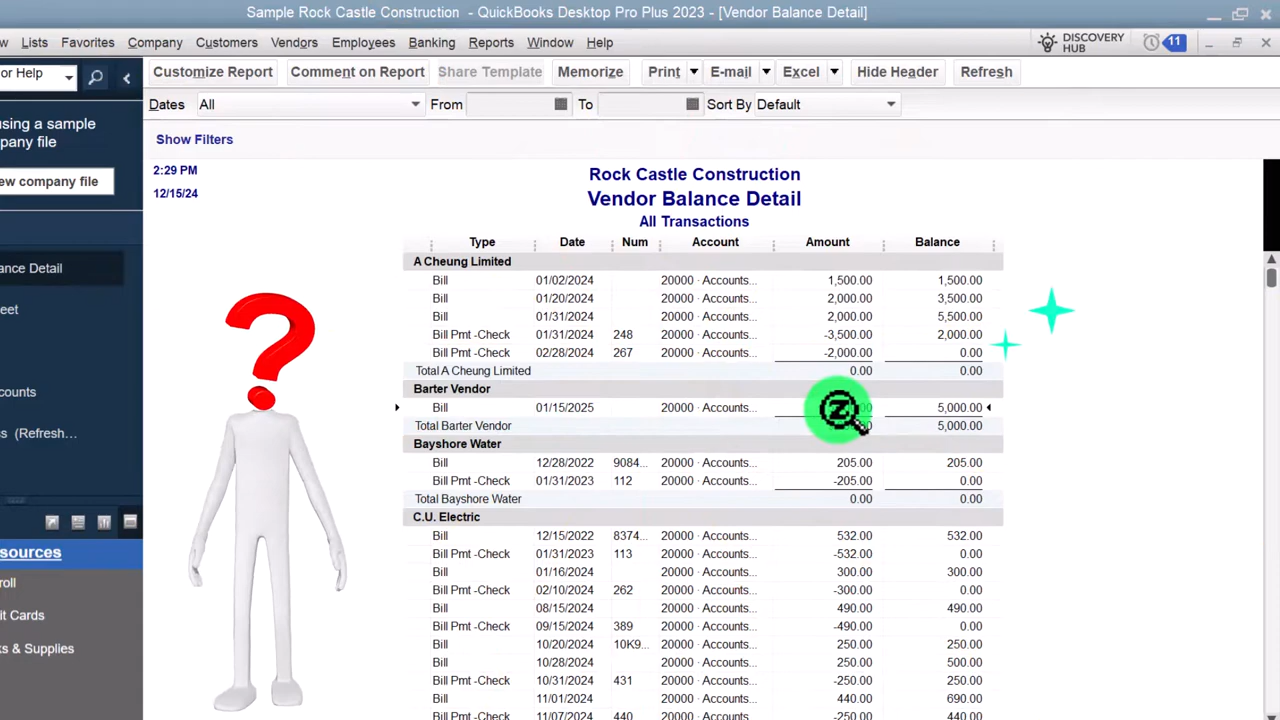 Sample Rock Castle Construction - QuickBooks Desktop Pro Plus 2023 - [Vendor Balance Detail]
Lists Favorites Company Customers Vendors Employees Banking Reports Window Help DISCOVERY HUB 11
or Help Customize Report Comment on Report Share Template Memorize Print E-mail Excel Hide Header Refresh
Dates All From To Sort By Default
using a sample
pany file
Show Filters
ew company file
2:29 PM
12/15/24
Rock Castle Construction
Vendor Balance Detail
All Transactions
Type Date Num Account Amount Balance
A Cheung Limited
ance Detail
Bill 01/02/2024 20000 · Accounts... 1,500.00 1,500.00
Bill 01/20/2024 20000 · Accounts... 2,000.00 3,500.00
eet
Bill 01/31/2024 20000 · Accounts... 2,000.00 5,500.00
Bill Pmt -Check 01/31/2024 248 20000 · Accounts... -3,500.00 2,000.00
Bill Pmt -Check 02/28/2024 267 20000 · Accounts... -2,000.00 0.00
Total A Cheung Limited 0.00 0.00
Barter Vendor
counts
Bill 01/15/2025 20000 · Accounts... 5,000.00
Total Barter Vendor 5,000.00
s (Refresh...
Bayshore Water
Bill 12/28/2022 9084... 20000 · Accounts... 205.00 205.00
Bill Pmt -Check 01/31/2023 112 20000 · Accounts... -205.00 0.00
Total Bayshore Water 0.00 0.00
C.U. Electric
Bill 12/15/2022 8374... 20000 · Accounts... 532.00 532.00
sources
Bill Pmt -Check 01/31/2023 113 20000 · Accounts... -532.00 0.00
Bill 01/16/2024 20000 · Accounts... 300.00 300.00
roll
Bill Pmt -Check 02/10/2024 262 20000 · Accounts... -300.00 0.00
Bill 08/15/2024 20000 · Accounts... 490.00 490.00
it Cards
Bill Pmt -Check 09/15/2024 389 20000 · Accounts... -490.00 0.00
Bill 10/20/2024 10K9... 20000 · Accounts... 250.00 250.00
ks & Supplies
Bill 10/28/2024 20000 · Accounts... 250.00 500.00
Bill Pmt -Check 10/31/2024 431 20000 · Accounts... -250.00 250.00
Bill 11/01/2024 20000 · Accounts... 440.00 690.00
Bill Pmt -Check 11/07/2024 440 20000 · Accounts... -250.00 440.00